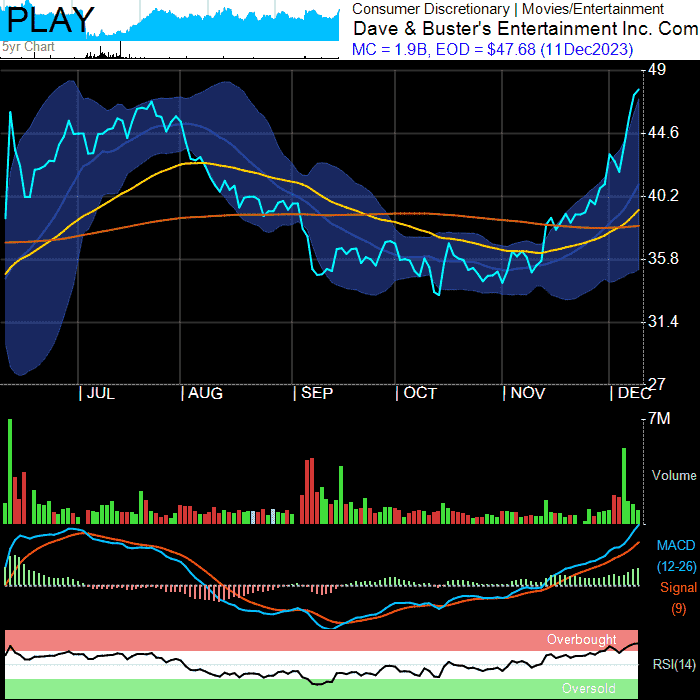 PLAY
5yr Chart
Consumer Discretionary | Movies/Entertainment
Dave & Buster's Entertainment Inc. Com
MC = 1.9B, EOD = $47.68 (11Dec2023)
49
44.6
40.2
35.8
31.4
27
JUL AUG SEP OCT NOV DEC
7M
Volume
MACD
(12-26)
Signal
(9)
Overbought
RSI(14)
Oversold